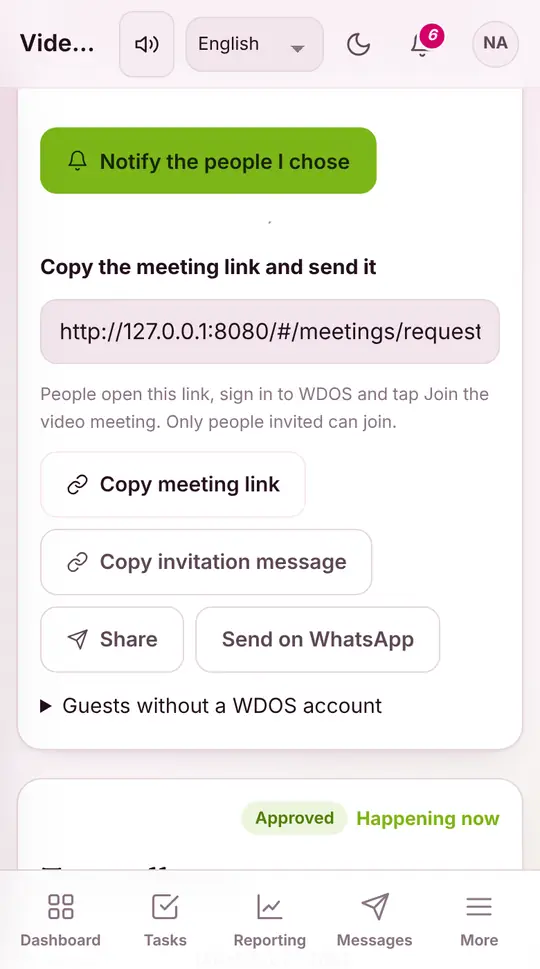 Vide...
English
6
NA
Notify the people I chose
Copy the meeting link and send it
http://127.0.0.1:8080/#/meetings/request
People open this link, sign in to WDOS and tap Join the
video meeting. Only people invited can join.
Copy meeting link
Copy invitation message
Share
Send on WhatsApp
Guests without a WDOS account
Approved
Happening now
Dashboard
Tasks
Reporting
Messages
More